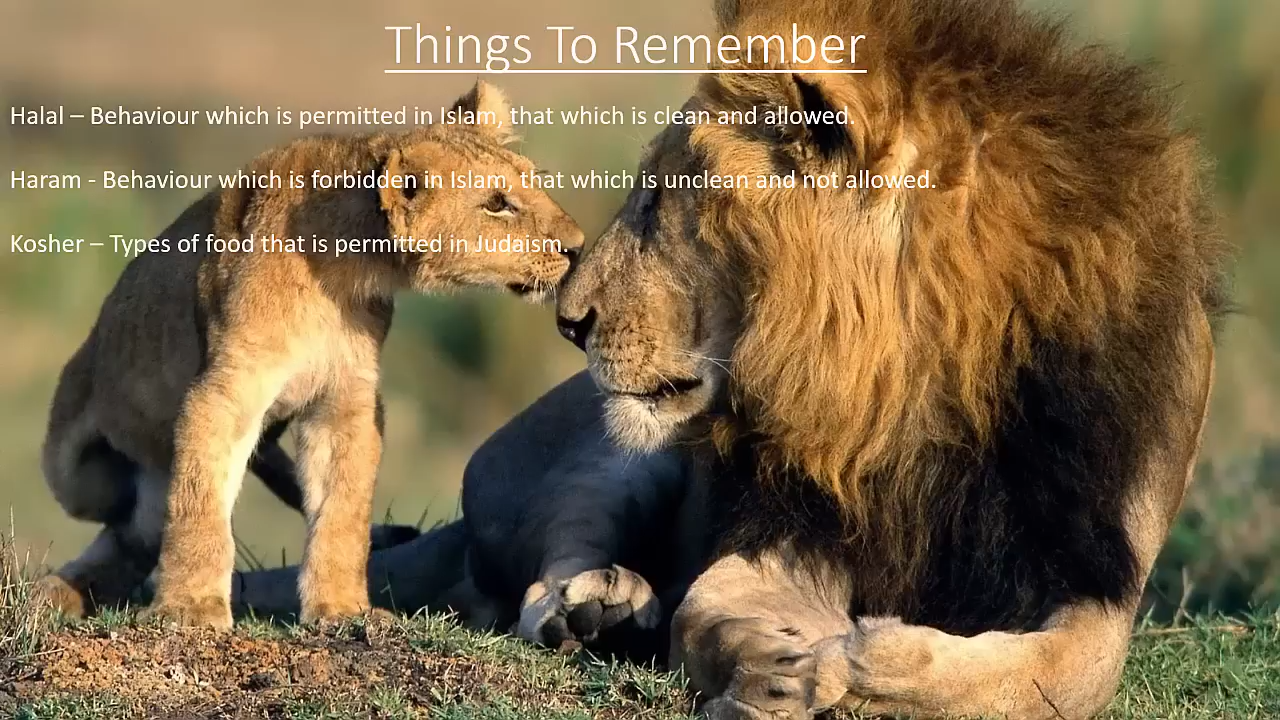 Things To Remember
Halal – Behaviour which is permitted in Islam, that which is clean and allowed.
Haram - Behaviour which is forbidden in Islam, that which is unclean and not allowed.
Kosher – Types of food that is permitted in Judaism.